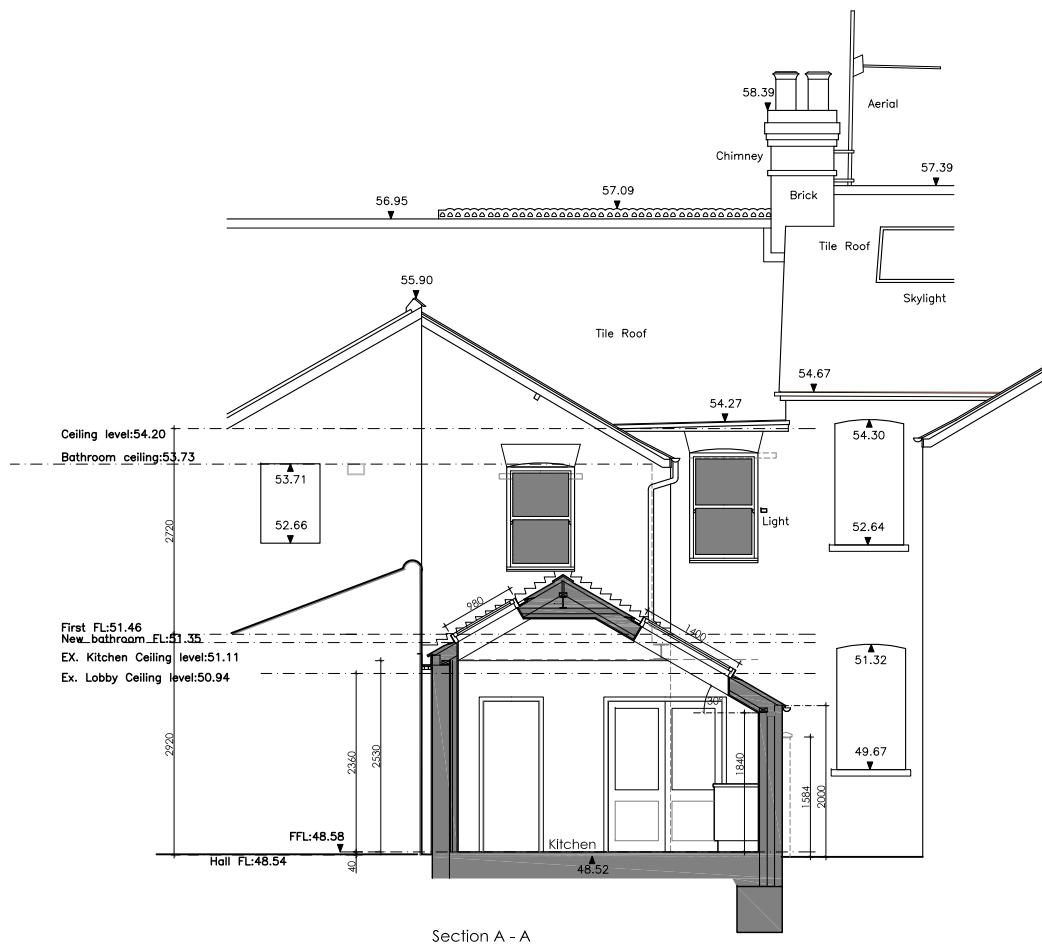 58.39
Aerial
Chimney
57.39
Brick
57.09
56.95
Tile Roof
Skylight
55.90
Tile Roof
54.67
54.27
54.30
Ceiling level:54.20
Bathroom ceiling:53.73
53.71
52.66
2720
Light
52.64
980
1400
First FL:51.46
New bathroom FL:51.35
EX. Kitchen Ceiling level:51.11
Ex. Lobby Ceiling level:50.94
51.32
30°
2920
2360
2530
1840
1584
2000
49.67
FFL:48.58
Kitchen
Hall FL:48.54
40
48.52
Section A - A